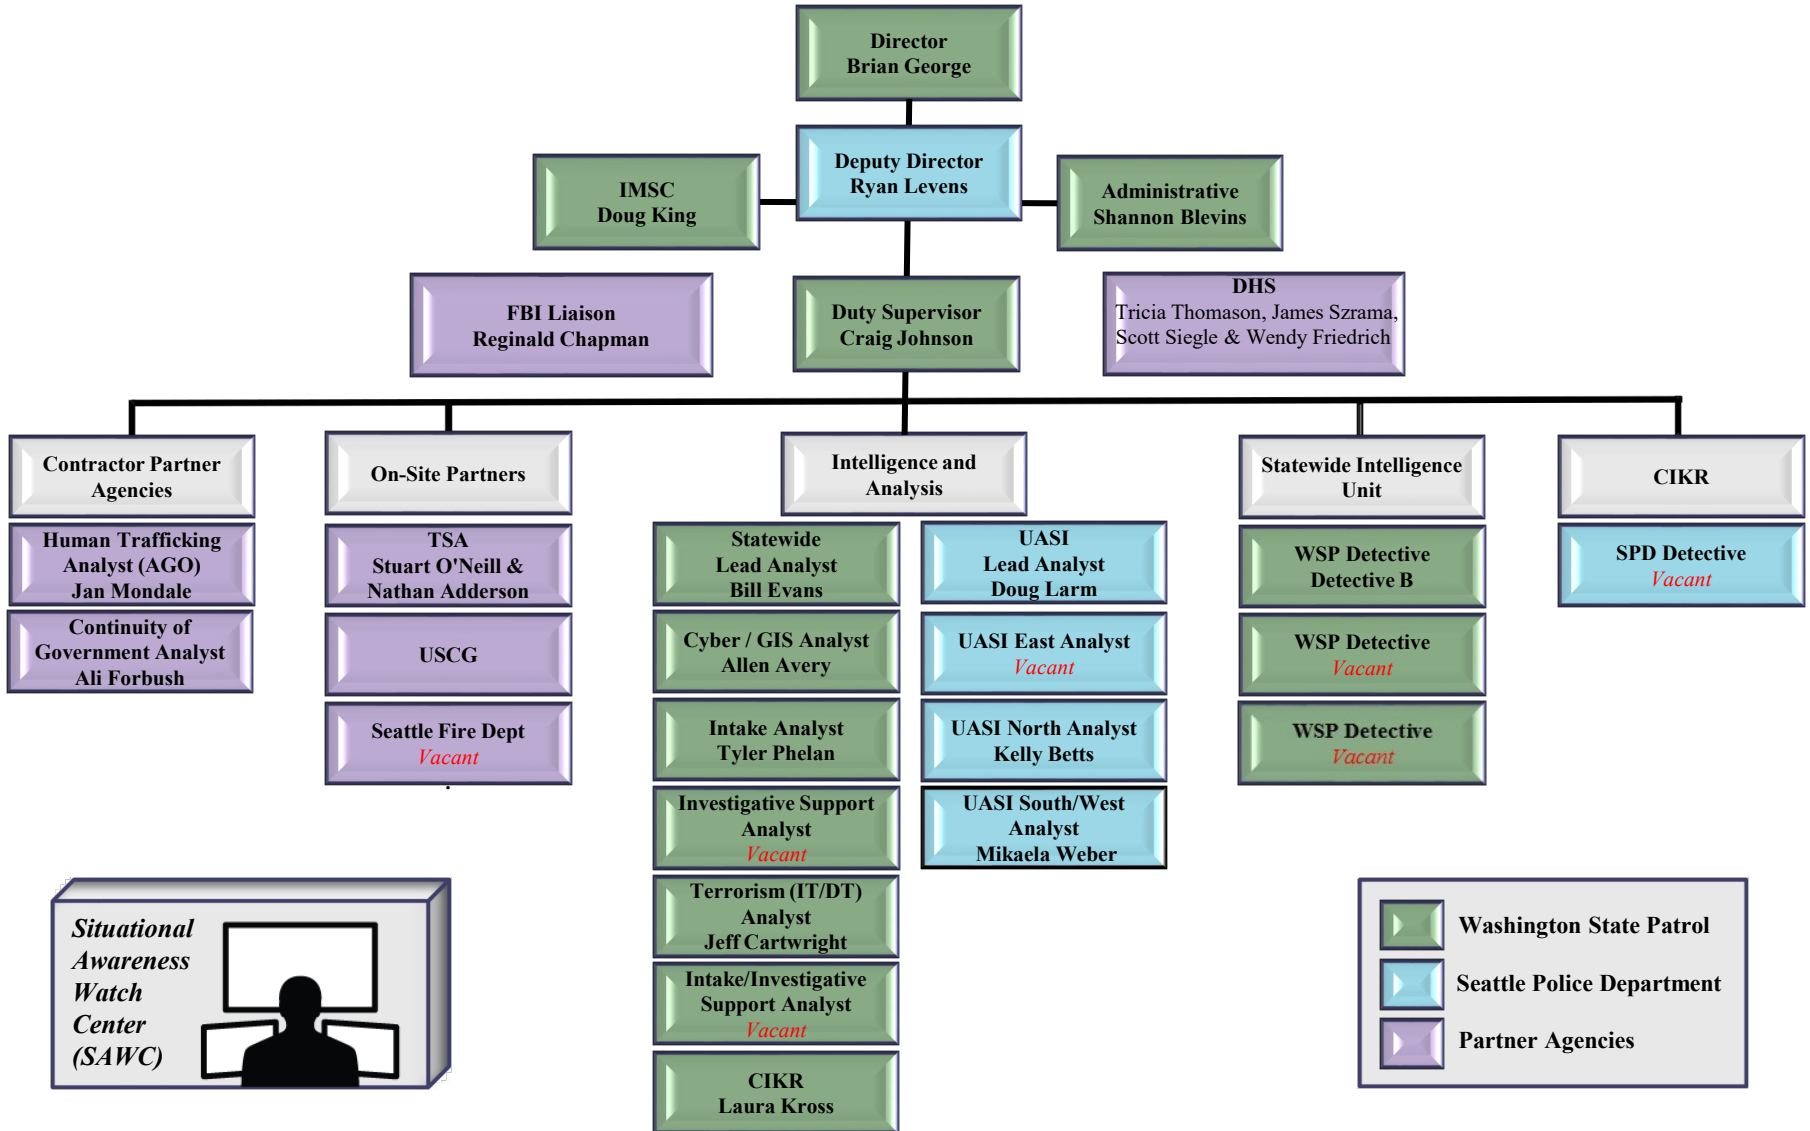 Director
Brian George
Deputy Director
Ryan Levens
IMSC
Doug King
Administrative
Shannon Blevins
FBI Liaison
Reginald Chapman
Duty Supervisor
Craig Johnson
DHS
Tricia Thomason, James Szrama,
Scott Siegle & Wendy Friedrich
Contractor Partner
Agencies
Human Trafficking
Analyst (AGO)
Jan Mondale
Continuity of
Government Analyst
Ali Forbush
On-Site Partners
TSA
Stuart O'Neill &
Nathan Adderson
USCG
Seattle Fire Dept
Vacant
.
Intelligence and
Analysis
Statewide
Lead Analyst
Bill Evans
Cyber / GIS Analyst
Allen Avery
Intake Analyst
Tyler Phelan
Investigative Support
Analyst
Vacant
Terrorism (IT/DT)
Analyst
Jeff Cartwright
Intake/Investigative
Support Analyst
Vacant
CIKR
Laura Kross
UASI
Lead Analyst
Doug Larm
UASI East Analyst
Vacant
UASI North Analyst
Kelly Betts
UASI South/West
Analyst
Mikaela Weber
Statewide Intelligence
Unit
WSP Detective
Detective B
WSP Detective
Vacant
WSP Detective
Vacant
CIKR
SPD Detective
Vacant
Situational
Awareness
Watch
Center
(SAWC)
Washington State Patrol
Seattle Police Department
Partner Agencies